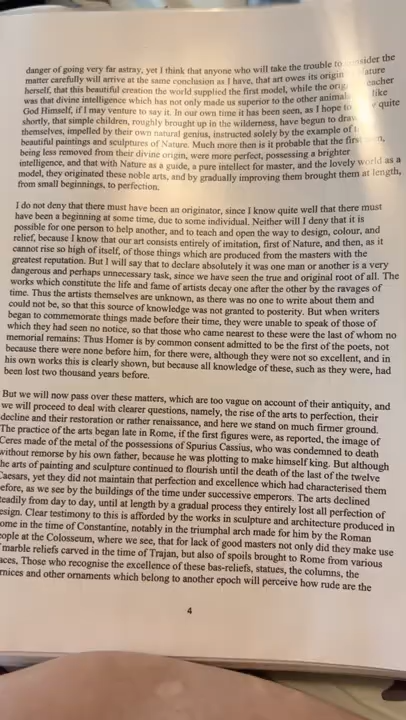 danger of going very far astray, yet I think that anyone who will take the trouble to consider the
matter carefully will arrive at the same conclusion as I have, that art owes its origin Nature
herself, that this beautiful creation the world supplied the first model, while the teacher
was that divine intelligence which has not only made us superior to the other animals like
God Himself, if I may venture to say it. In our own time it has been seen, as I hope to quite
shortly, that simple children, roughly brought up in the wilderness, have begun to draw
themselves, impelled by their own natural genius, instructed solely by the example of
beautiful paintings and sculptures of Nature. Much more then is it probable that the first men,
being less removed from their divine origin, were more perfect, possessing a brighter
intelligence, and that with Nature as a guide, a pure intellect for master, and the lovely world as a
model, they originated these noble arts, and by gradually improving them brought them at length,
from small beginnings, to perfection.
I do not deny that there must have been an originator, since I know quite well that there must
have been a beginning at some time, due to some individual. Neither will I deny that it is
possible for one person to help another, and to teach and open the way to design, colour, and
relief, because I know that our art consists entirely of imitation, first of Nature, and then, as it
cannot rise so high of itself, of those things which are produced from the masters with the
greatest reputation. But I will say that to declare absolutely it was one man or another is a very
dangerous and perhaps unnecessary task, since we have seen the true and original root of all. The
works which constitute the life and fame of artists decay one after the other by the ravages of
time. Thus the artists themselves are unknown, as there was no one to write about them and
could not be, so that this source of knowledge was not granted to posterity. But when writers
began to commemorate things made before their time, they were unable to speak of those of
which they had seen no notice, so that those who came nearest to these were the last of whom no
memorial remains: Thus Homer is by common consent admitted to be the first of the poets, not
because there were none before him, for there were, although they were not so excellent, and in
his own works this is clearly shown, but because all knowledge of these, such as they were, had
been lost two thousand years before.
But we will now pass over these matters, which are too vague on account of their antiquity, and
we will proceed to deal with clearer questions, namely, the rise of the arts to perfection, their
decline and their restoration or rather renaissance, and here we stand on much firmer ground.
The practice of the arts began late in Rome, if the first figures were, as reported, the image of
Ceres made of the metal of the possessions of Spurius Cassius, who was condemned to death
without remorse by his own father, because he was plotting to make himself king. But although
he arts of painting and sculpture continued to flourish until the death of the last of the twelve
Caesars, yet they did not maintain that perfection and excellence which had characterised them
efore, as we see by the buildings of the time under successive emperors. The arts declined
teadily from day to day, until at length by a gradual process they entirely lost all perfection of
esign. Clear testimony to this is afforded by the works in sculpture and architecture produced in
ome in the time of Constantine, notably in the triumphal arch made for him by the Roman
eople at the Colosseum, where we see, that for lack of good masters not only did they make use
marble reliefs carved in the time of Trajan, but also of spoils brought to Rome from various
aces. Those who recognise the excellence of these bas-reliefs, statues, the columns, the
rnices and other ornaments which belong to another epoch will perceive how rude are the
4